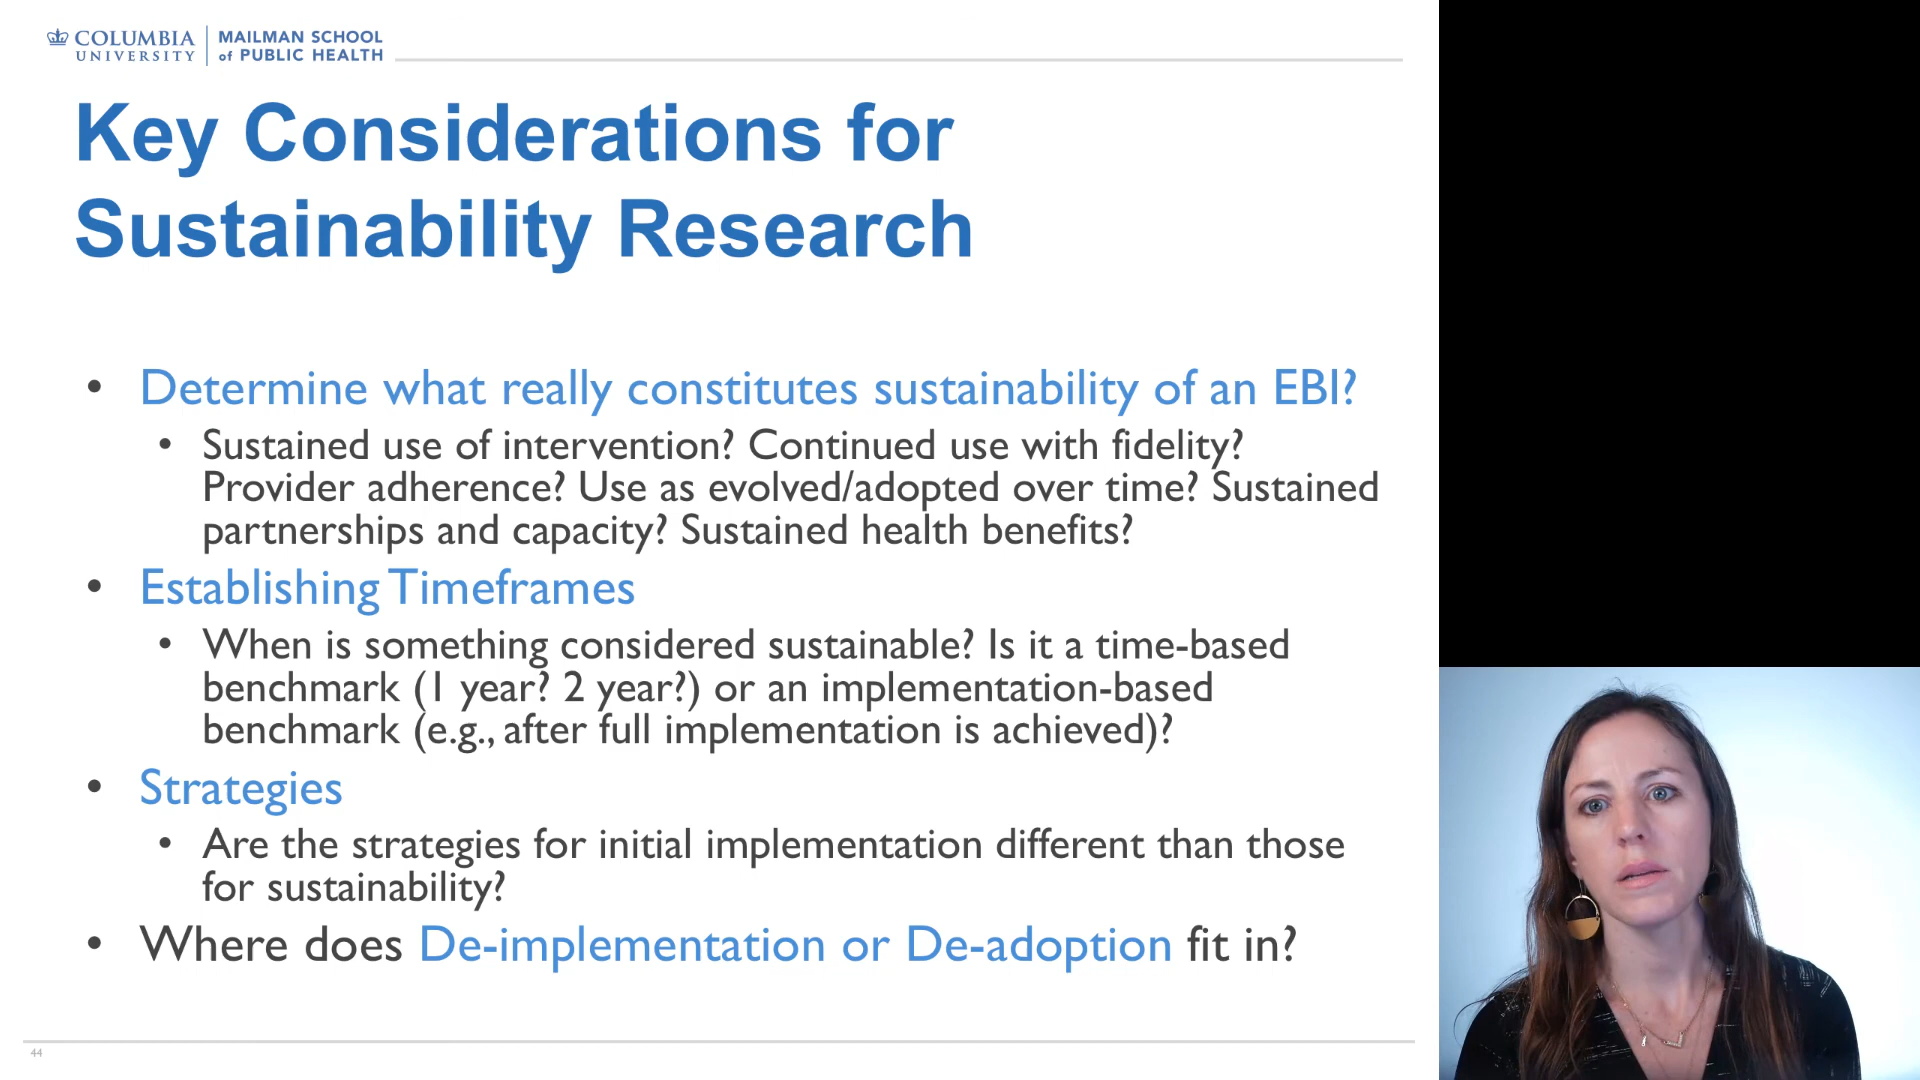 COLUMBIA UNIVERSITY
MAILMAN SCHOOL of PUBLIC HEALTH
Key Considerations for
Sustainability Research
• Determine what really constitutes sustainability of an EBI?
• Sustained use of intervention? Continued use with fidelity?
Provider adherence? Use as evolved/adopted over time? Sustained
partnerships and capacity? Sustained health benefits?
• Establishing Timeframes
• When is something considered sustainable? Is it a time-based
benchmark (1 year? 2 year?) or an implementation-based
benchmark (e.g., after full implementation is achieved)?
• Strategies
• Are the strategies for initial implementation different than those
for sustainability?
• Where does De-implementation or De-adoption fit in?
44